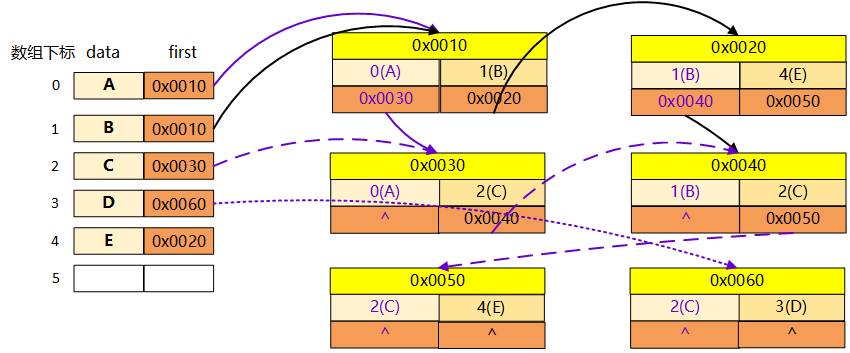 数组下标 data first
0 A 0x0010
1 B 0x0010
2 C 0x0030
3 D 0x0060
4 E 0x0020
5
0x0010
0(A) 1(B)
0x0030 0x0020
0x0020
1(B) 4(E)
0x0040 0x0050
0x0030
0(A) 2(C)
^ 0x0040
0x0040
1(B) 2(C)
^ 0x0050
0x0050
2(C) 4(E)
^ ^
0x0060
2(C) 3(D)
^ ^